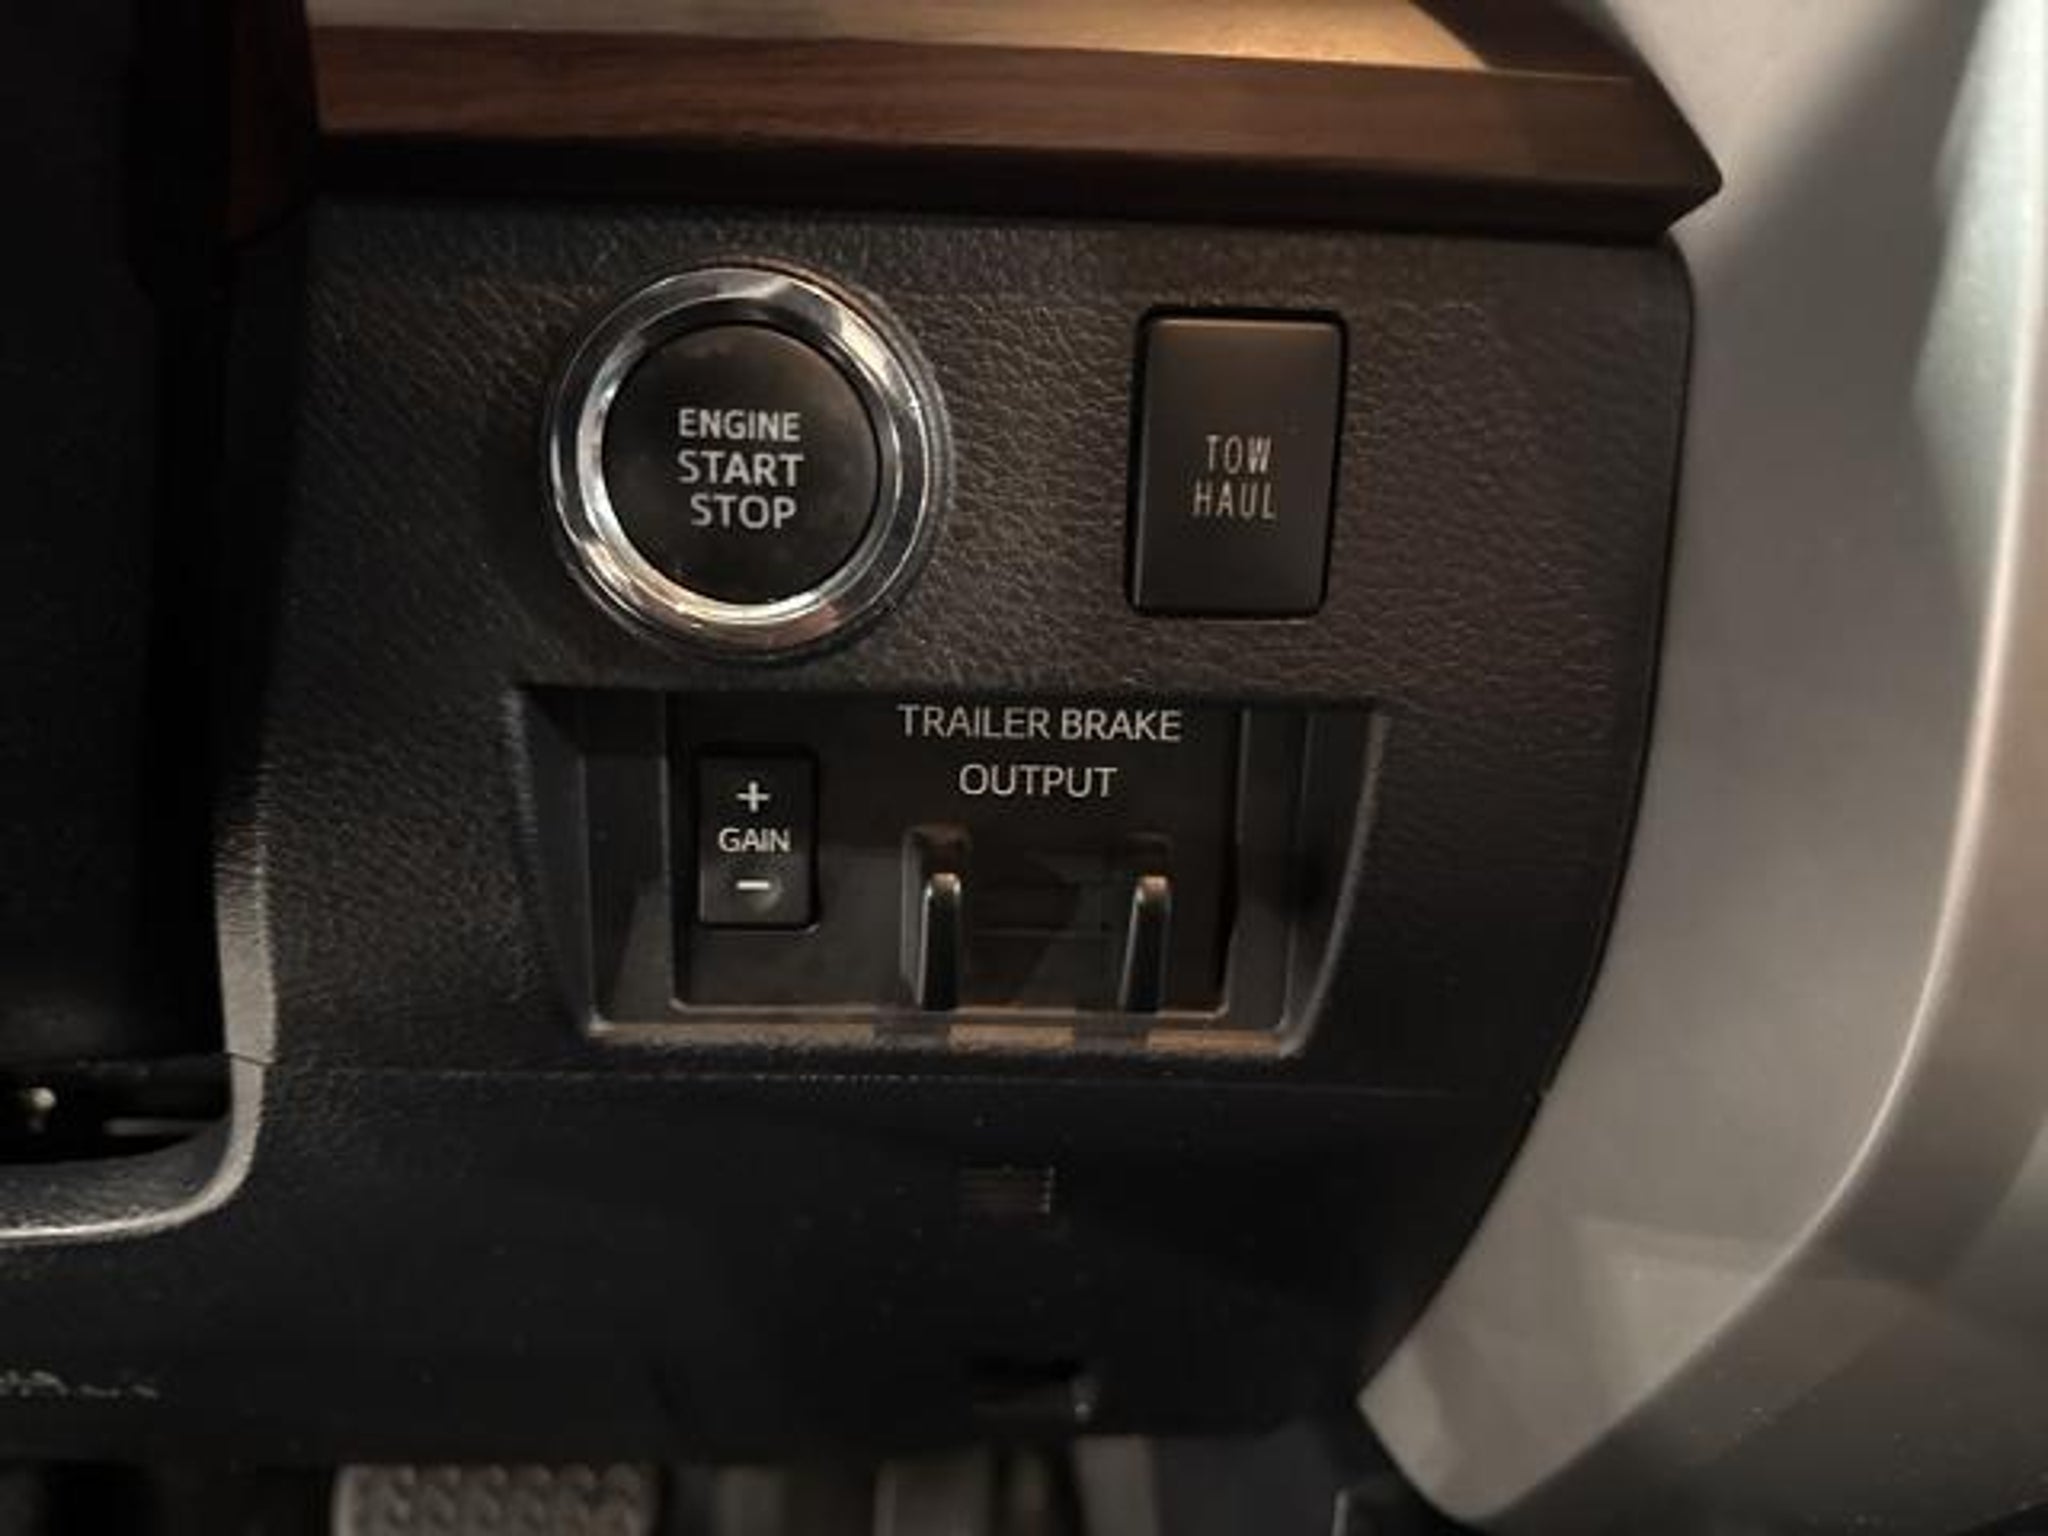 ENGINE
START
STOP
TOW
HAUL
TRAILER BRAKE
OUTPUT
+
GAIN
-